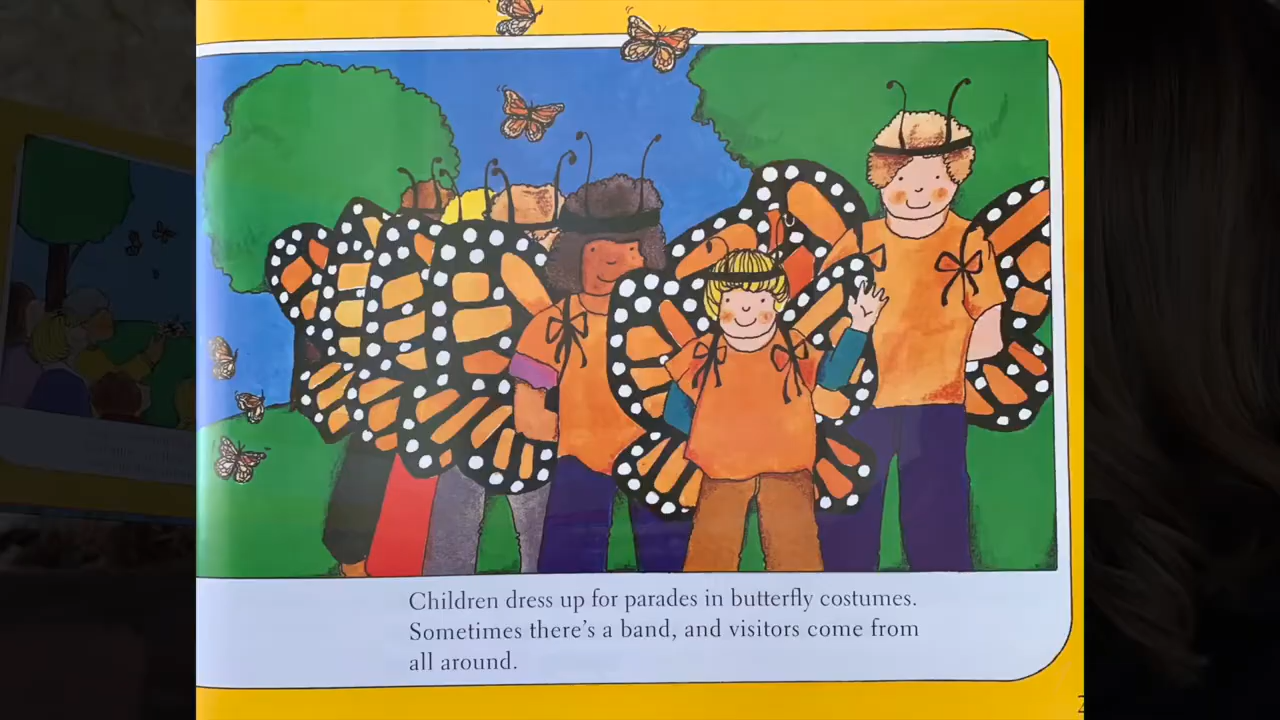 Children dress up for parades in butterfly costumes.
Sometimes there's a band, and visitors come from
all around.